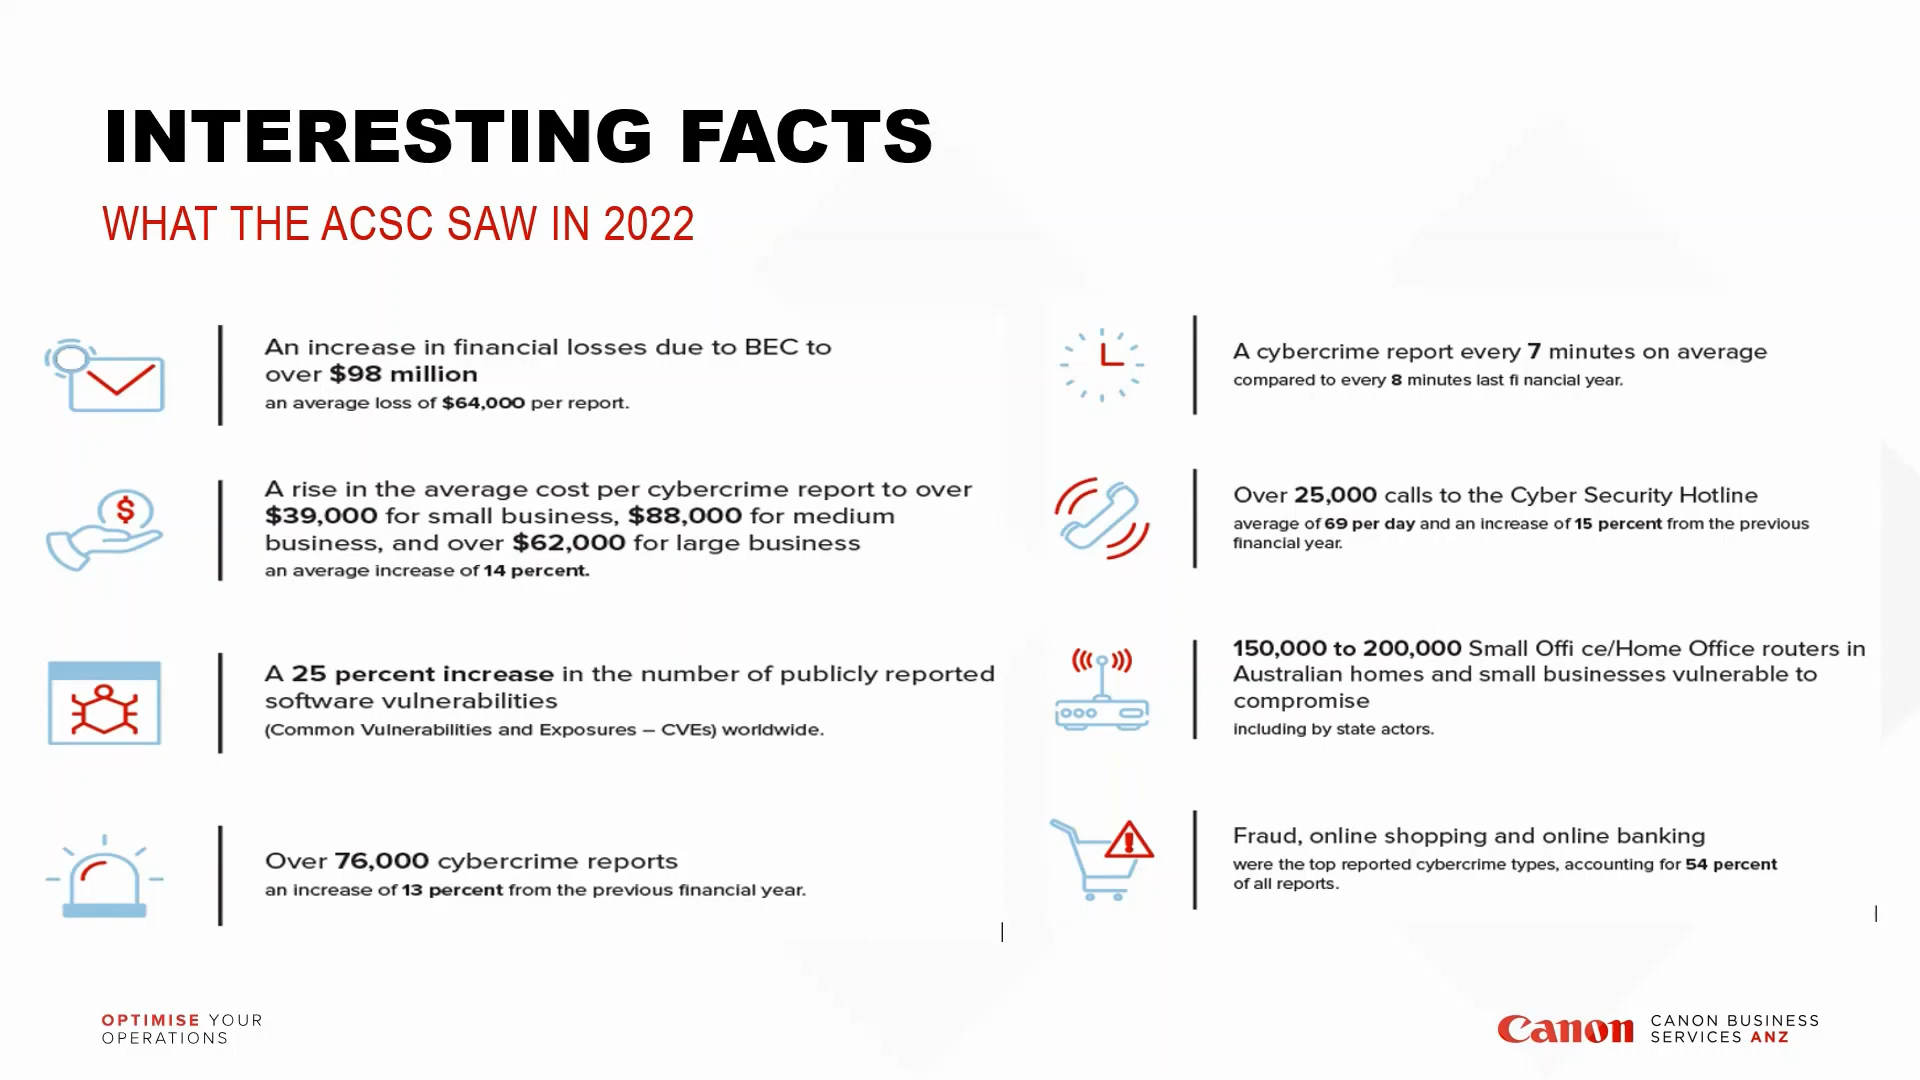 INTERESTING FACTS
WHAT THE ACSC SAW IN 2022
An increase in financial losses due to BEC to
over $98 million
an average loss of $64,000 per report.
A rise in the average cost per cybercrime report to over
$39,000 for small business, $88,000 for medium
business, and over $62,000 for large business
an average increase of 14 percent.
A 25 percent increase in the number of publicly reported
software vulnerabilities
(Common Vulnerabilities and Exposures – CVEs) worldwide.
Over 76,000 cybercrime reports
an increase of 13 percent from the previous financial year.
A cybercrime report every 7 minutes on average
compared to every 8 minutes last fi nancial year.
Over 25,000 calls to the Cyber Security Hotline
average of 69 per day and an increase of 15 percent from the previous
financial year.
150,000 to 200,000 Small Offi ce/Home Office routers in
Australian homes and small businesses vulnerable to
compromise
including by state actors.
Fraud, online shopping and online banking
were the top reported cybercrime types, accounting for 54 percent
of all reports.
OPTIMISE YOUR
OPERATIONS
Canon
CANON BUSINESS
SERVICES ANZ